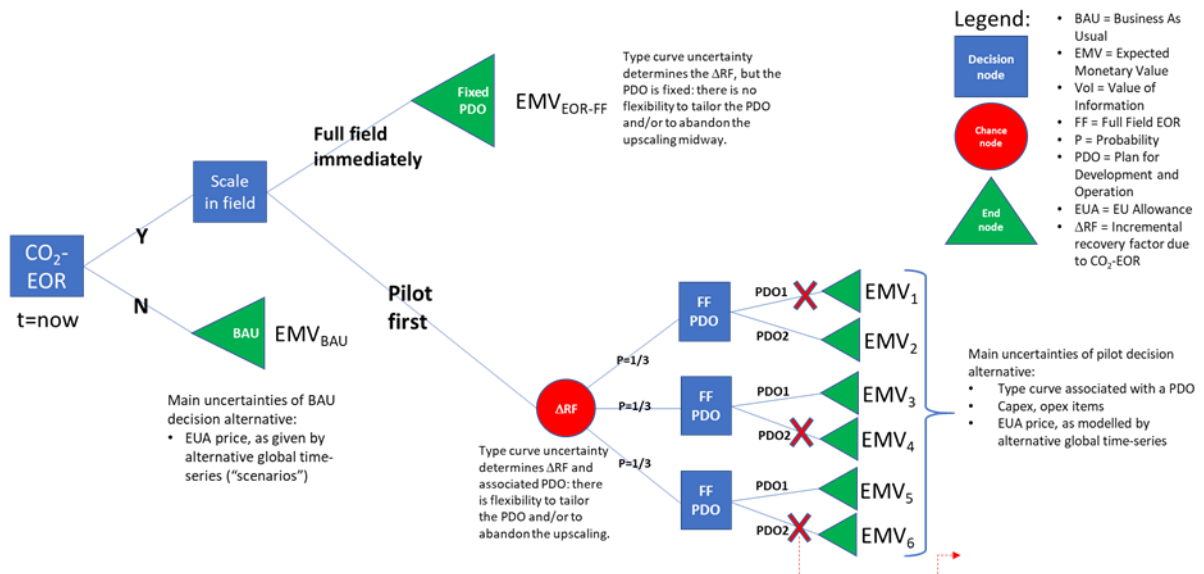 Legend:
Decision
node
Chance
node
End
node
• BAU = Business As
Usual
• EMV = Expected
Monetary Value
• VoI = Value of
Information
• FF = Full Field EOR
• P = Probability
• PDO = Plan for
Development and
Operation
• EUA = EU Allowance
• ΔRF = Incremental
recovery factor due
to CO₂-EOR
Type curve uncertainty
determines the ΔRF, but the
PDO is fixed: there is no
flexibility to tailor the PDO
and/or to abandon the
upscaling midway.
Fixed
PDO
EMV_EOR-FF
Full field
immediately
Scale
in field
Y
CO₂-
EOR
t=now
N
BAU
EMV_BAU
Main uncertainties of BAU
decision alternative:
• EUA price, as given by
alternative global time-
series (“scenarios”)
Pilot
first
ΔRF
Type curve uncertainty
determines ΔRF and
associated PDO: there
is flexibility to tailor
the PDO and/or to
abandon the upscaling.
P=1/3
P=1/3
P=1/3
FF
PDO
PDO1
EMV₁
PDO2
EMV₂
FF
PDO
PDO1
EMV₃
PDO2
EMV₄
FF
PDO
PDO1
EMV₅
PDO2
EMV₆
Main uncertainties of pilot decision
alternative:
• Type curve associated with a PDO
• Capex, opex items
• EUA price, as modelled by
alternative global time-series